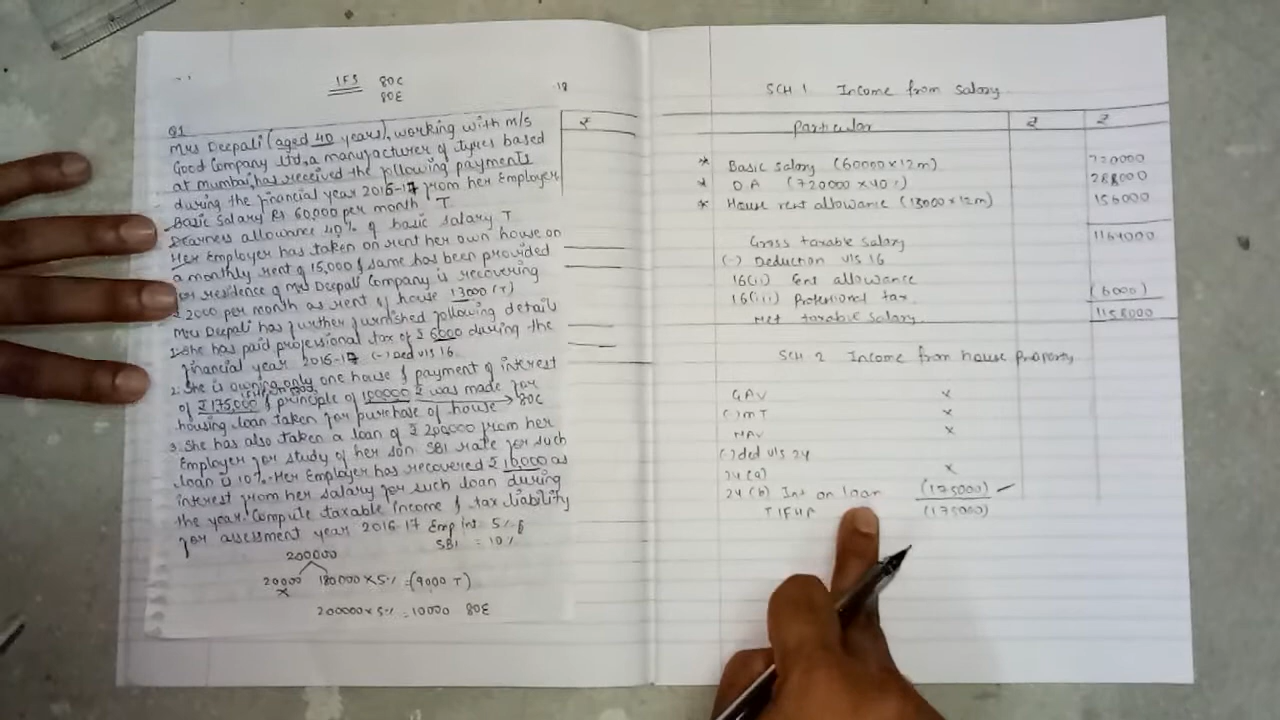 IFS 80C
80E
18
Q1
Mrs Deepali (aged 40 years), working with m/s
Good Company Ltd, a manufacturer of tyres based
at mumbai, has received the following payments
during the financial year 2016-17 from her Employer
Basic Salary Rs 60,000 per month T
Dearness allowance 40% of basic salary T
Her Employer has taken on rent her own house on
a monthly rent of 15,000 & same has been provided
for residence of Mrs Deepali Company is recovering
₹ 2000 per month as rent of house 13000 (T)
Mrs Deepali has further furnished following details
1. She has paid professional tax of ₹ 6000 during the
financial year 2016-17 (-) Ded u/s 16.
2. She is owning only one house & payment of interest
of ₹ 175,000 & principle of 100000 ₹ was made for
housing loan taken for purchase of house → 80C
3. She has also taken a loan of ₹ 200,000 from her
Employer for study of her son. SBI rate for such
loan is 10%. Her Employer has recovered ₹ 10,000 as
interest from her salary for such loan during
the year. Compute taxable income & tax liability
for assessment year 2016-17 Emp int 5%
SBI = 10%
200000
20000 180000 x 5% = (9000 T)
x
200000 x 5% = 10000 80E
₹
SCH 1 Income from salary
Particular ₹ ₹
* Basic salary (60000 x 12m) 720000
* DA (720000 x 40%) 288000
* House rent allowance (13000 x 12m) 156000
Gross taxable salary 1164000
(-) Deduction u/s 16
16(ii) Ent allowance
16(iii) Profesional tax (6000)
Net taxable salary 1158000
SCH 2 Income from house Property
GAV x
(-) MT x
NAV x
(-) ded u/s 24
24(a) x
24(b) Int on loan (175000)
TIFHP (175000)